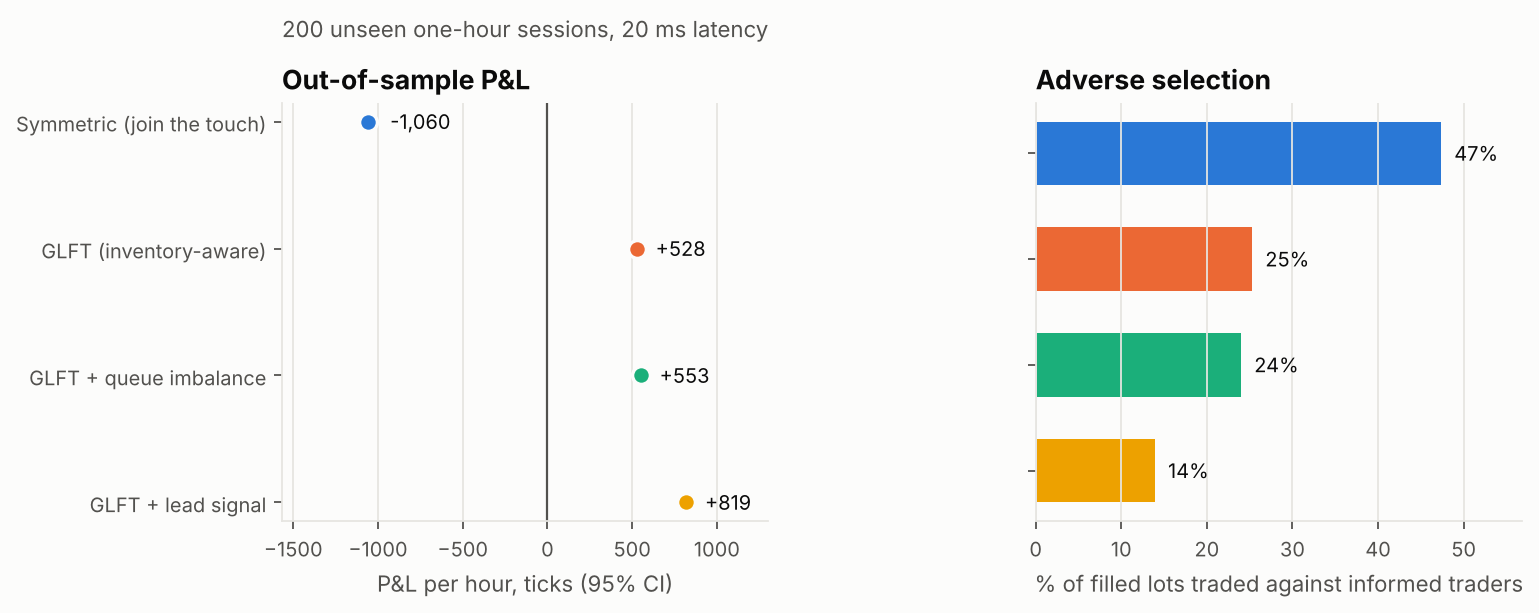 200 unseen one-hour sessions, 20 ms latency
Out-of-sample P&L
Symmetric (join the touch)
-1,060
GLFT (inventory-aware)
+528
GLFT + queue imbalance
+553
GLFT + lead signal
+819
−1500 −1000 −500 0 500 1000
P&L per hour, ticks (95% CI)
Adverse selection
47%
25%
24%
14%
0 10 20 30 40 50
% of filled lots traded against informed traders